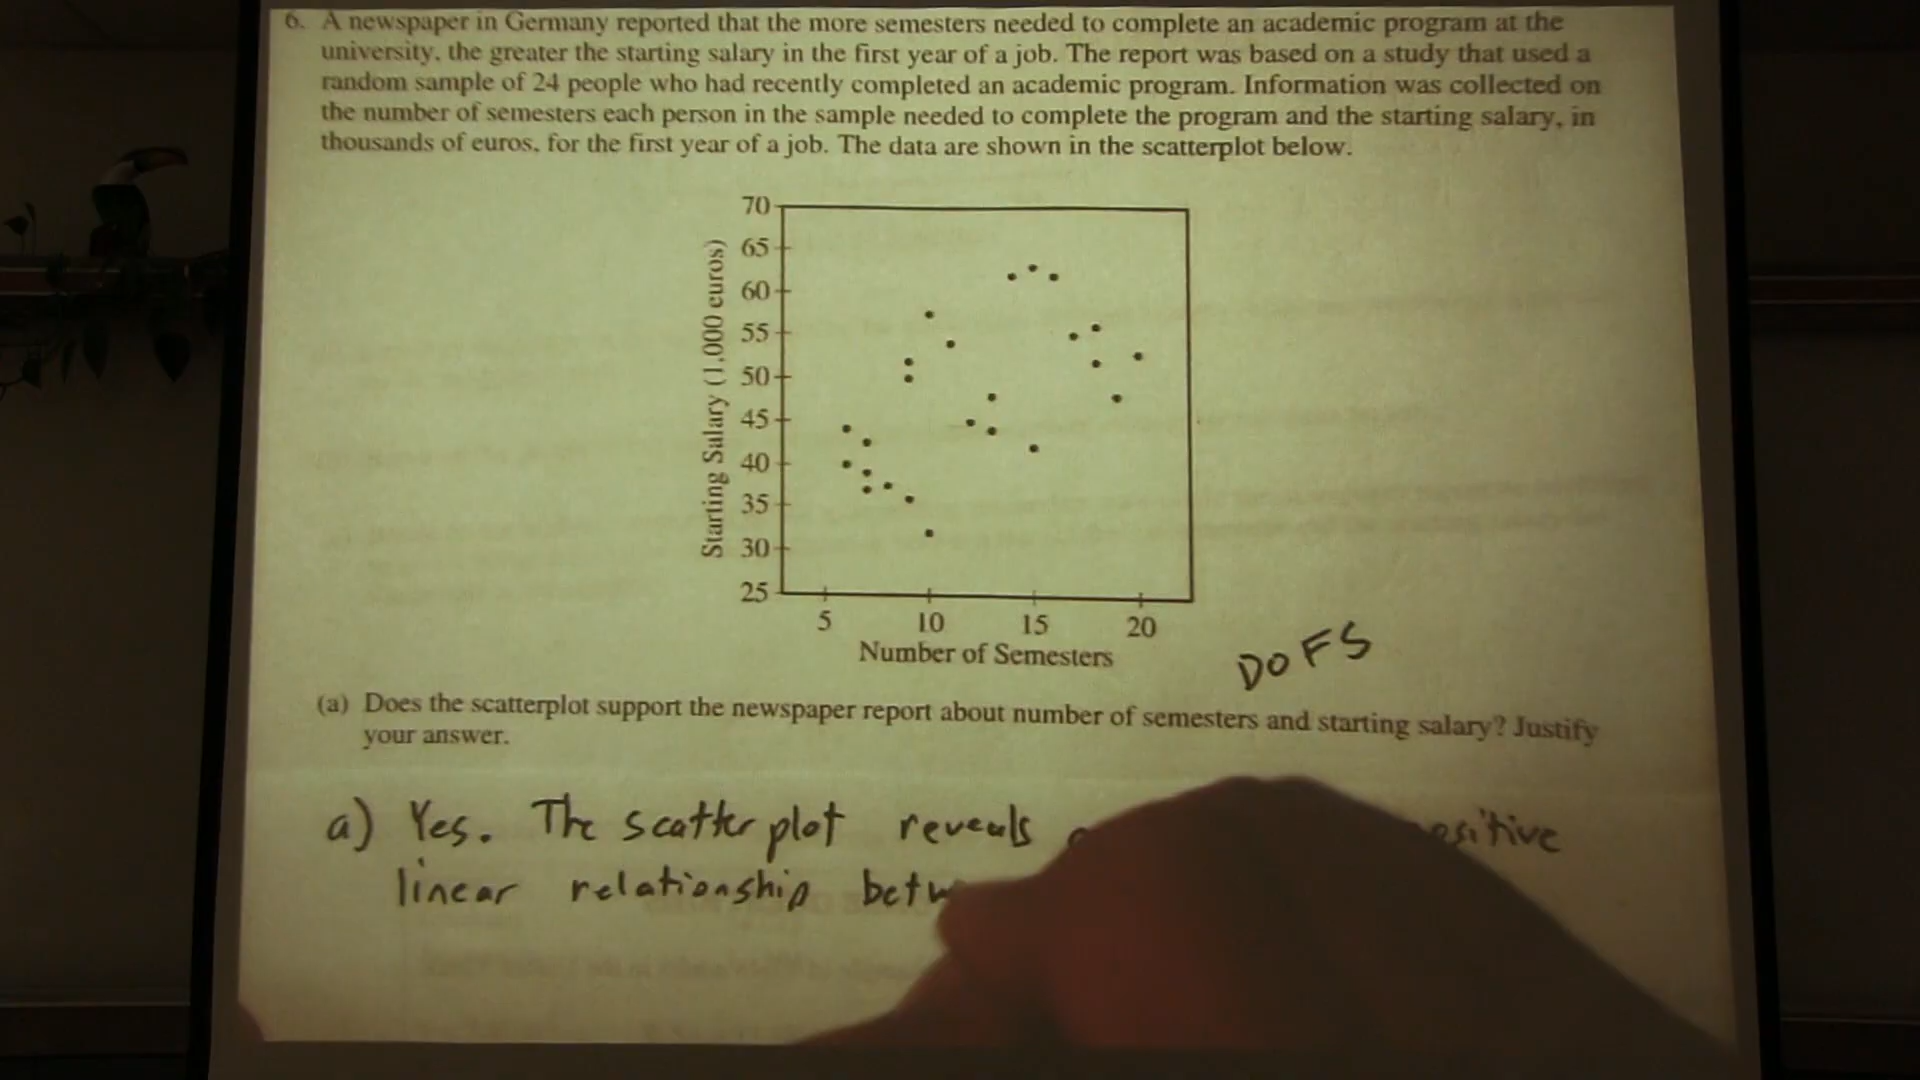 6. A newspaper in Germany reported that the more semesters needed to complete an academic program at the
university, the greater the starting salary in the first year of a job. The report was based on a study that used a
random sample of 24 people who had recently completed an academic program. Information was collected on
the number of semesters each person in the sample needed to complete the program and the starting salary, in
thousands of euros, for the first year of a job. The data are shown in the scatterplot below.
70
65
60
55
50
45
40
35
30
25
Starting Salary (1,000 euros)
5 10 15 20
Number of Semesters
DOFS
(a) Does the scatterplot support the newspaper report about number of semesters and starting salary? Justify
your answer.
a) Yes. The scatter plot reveals
linear relationship